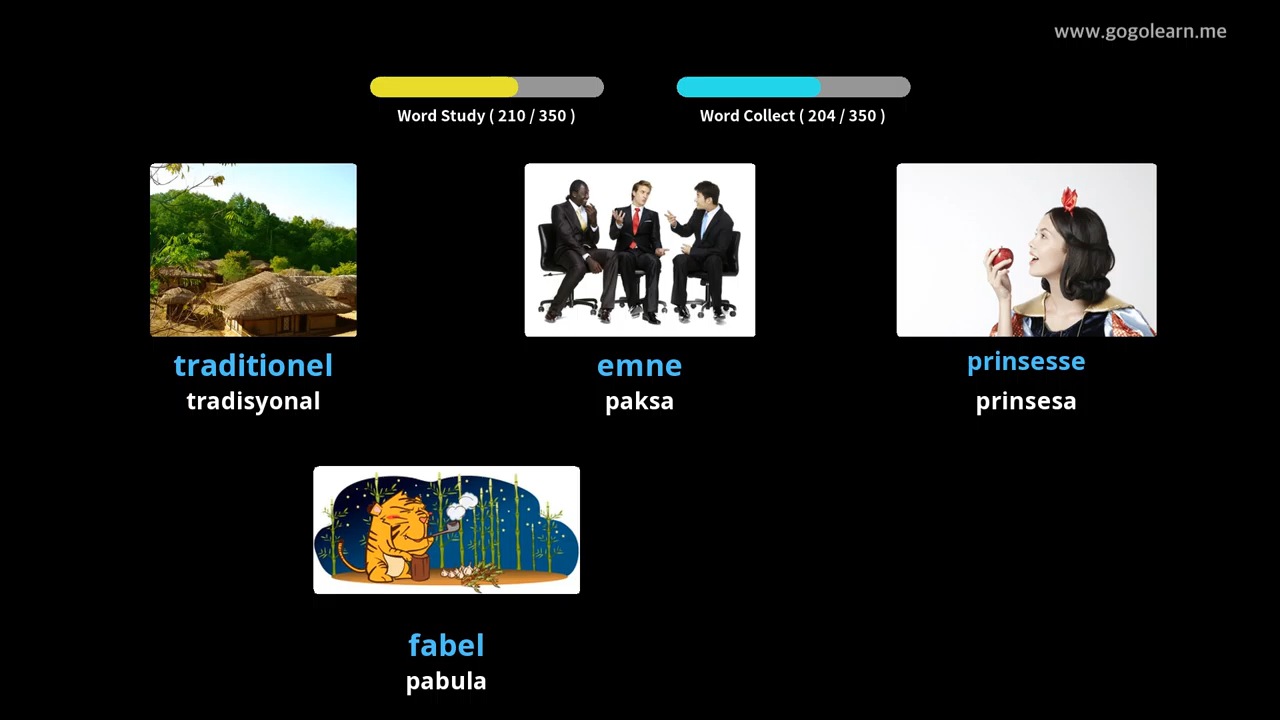 www.gogolearn.me
Word Study ( 210 / 350 )
Word Collect ( 204 / 350 )
traditionel
tradisyonal
emne
paksa
prinsesse
prinsesa
fabel
pabula